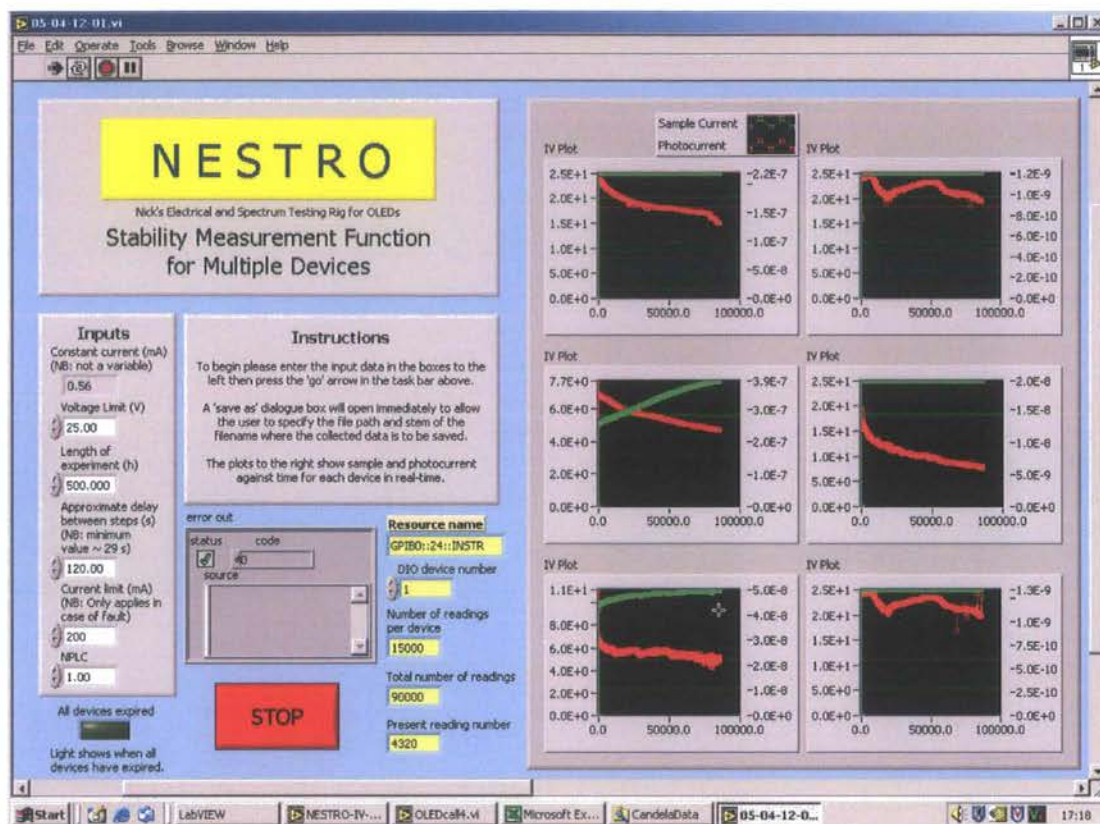 05-04-12-01.vi
File Edit Operate Tools Browse Window Help
1
NESTRO
Nick's Electrical and Spectrum Testing Rig for OLEDs
Stability Measurement Function
for Multiple Devices
Inputs
Constant current (mA)
(NB: not a variable)
0.56
Voltage Limit (V)
25.00
Length of
experiment (h)
500.000
Approximate delay
between steps (s)
(NB: minimum
value ~ 29 s)
120.00
Current limit (mA)
(NB: Only applies in
case of fault)
200
NPLC
1.00
All devices expired
Light shows when all
devices have expired.
Instructions
To begin please enter the input data in the boxes to the
left then press the 'go' arrow in the task bar above.
A 'save as' dialogue box will open immediately to allow
the user to specify the file path and stem of the
filename where the collected data is to be saved.
The plots to the right show sample and photocurrent
against time for each device in real-time.
error out
status code
source
STOP
Resource name
GPIB0::24::INSTR
DIO device number
1
Number of readings
per device
15000
Total number of readings
90000
Present reading number
4320
Sample Current
Photocurrent
IV Plot
2.5E+1
2.0E+1
1.5E+1
1.0E+1
5.0E+0
0.0E+0
-2.2E-7
-1.5E-7
-1.0E-7
-5.0E-8
-0.0E+0
0.0 50000.0 100000.0
IV Plot
2.5E+1
2.0E+1
1.5E+1
1.0E+1
5.0E+0
0.0E+0
-1.2E-9
-1.0E-9
-8.0E-10
-6.0E-10
-4.0E-10
-2.0E-10
-0.0E+0
0.0 50000.0 100000.0
IV Plot
7.7E+0
6.0E+0
4.0E+0
2.0E+0
0.0E+0
-3.9E-7
-3.0E-7
-2.0E-7
-1.0E-7
-0.0E+0
0.0 50000.0 100000.0
IV Plot
2.5E+1
2.0E+1
1.5E+1
1.0E+1
5.0E+0
0.0E+0
-2.0E-8
-1.5E-8
-1.0E-8
-5.0E-9
-0.0E+0
0.0 50000.0 100000.0
IV Plot
1.1E+1
8.0E+0
6.0E+0
4.0E+0
2.0E+0
0.0E+0
-5.0E-8
-4.0E-8
-3.0E-8
-2.0E-8
-1.0E-8
-0.0E+0
0.0 50000.0 100000.0
IV Plot
2.5E+1
2.0E+1
1.5E+1
1.0E+1
5.0E+0
0.0E+0
-1.3E-9
-1.0E-9
-7.5E-10
-5.0E-10
-2.5E-10
-0.0E+0
0.0 50000.0 100000.0
Start LabVIEW NESTRO-IV-... OLEDcall4.vi Microsoft Ex... CandelaData 05-04-12-0... 17:18